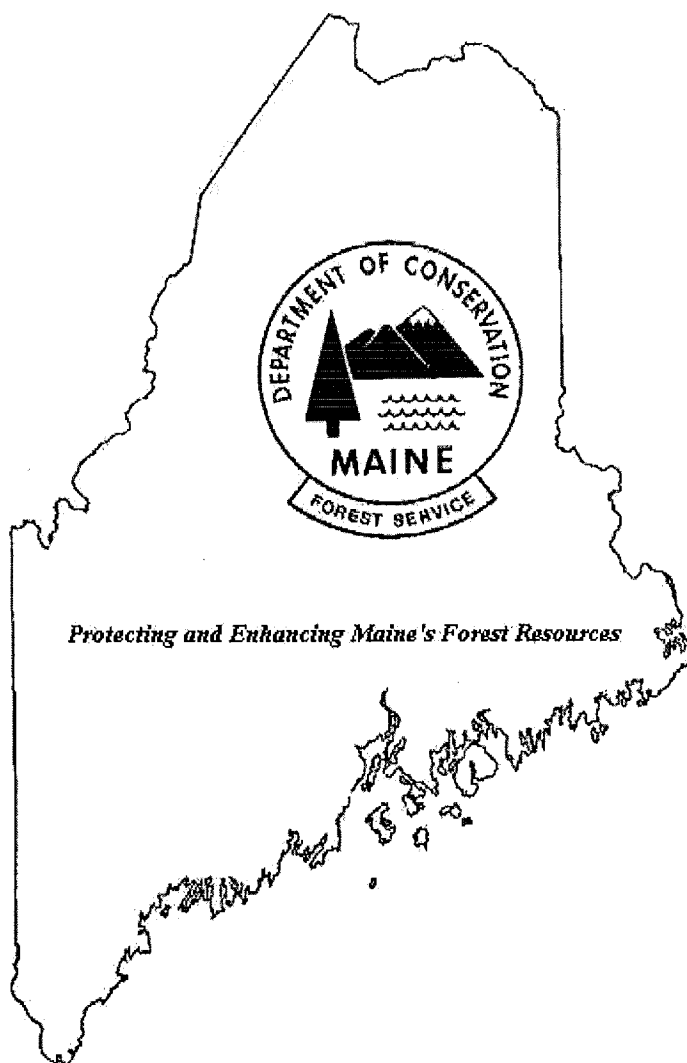 DEPARTMENT OF CONSERVATION
MAINE
FOREST SERVICE
Protecting and Enhancing Maine's Forest Resources